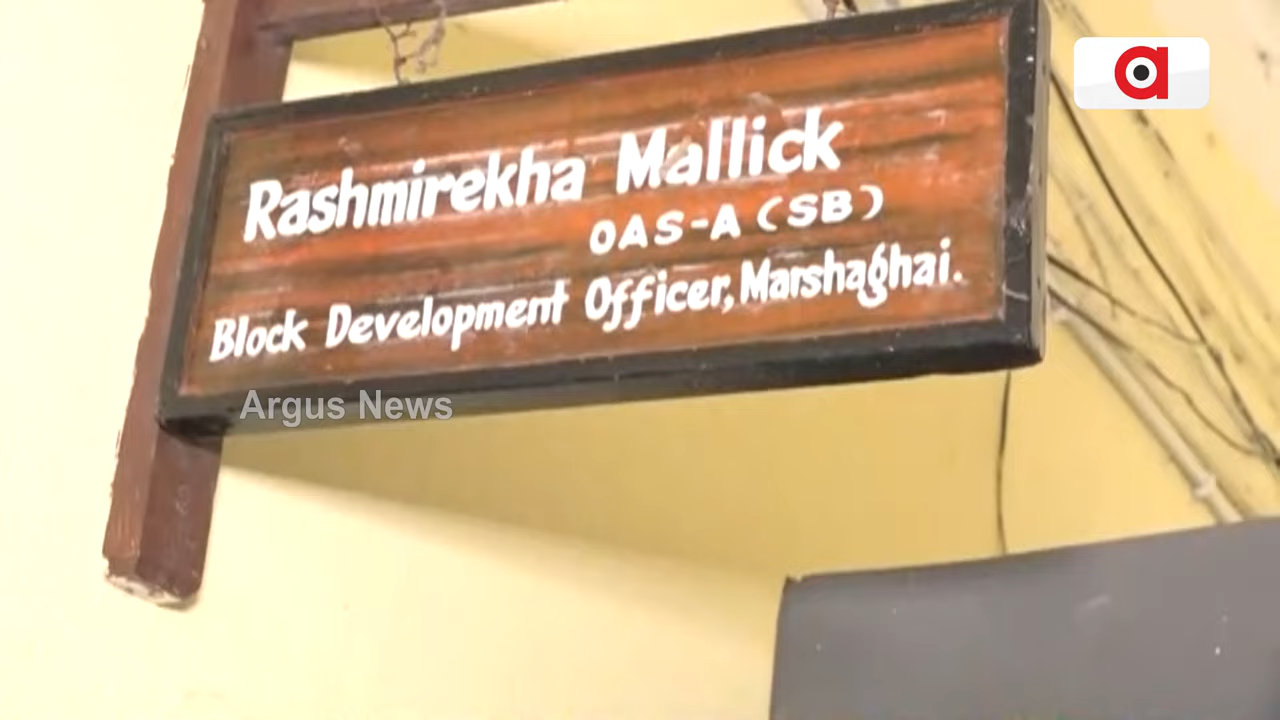 Rashmirekha Mallick
OAS-A (SB)
Block Development Officer, Marshaghai.
Argus News